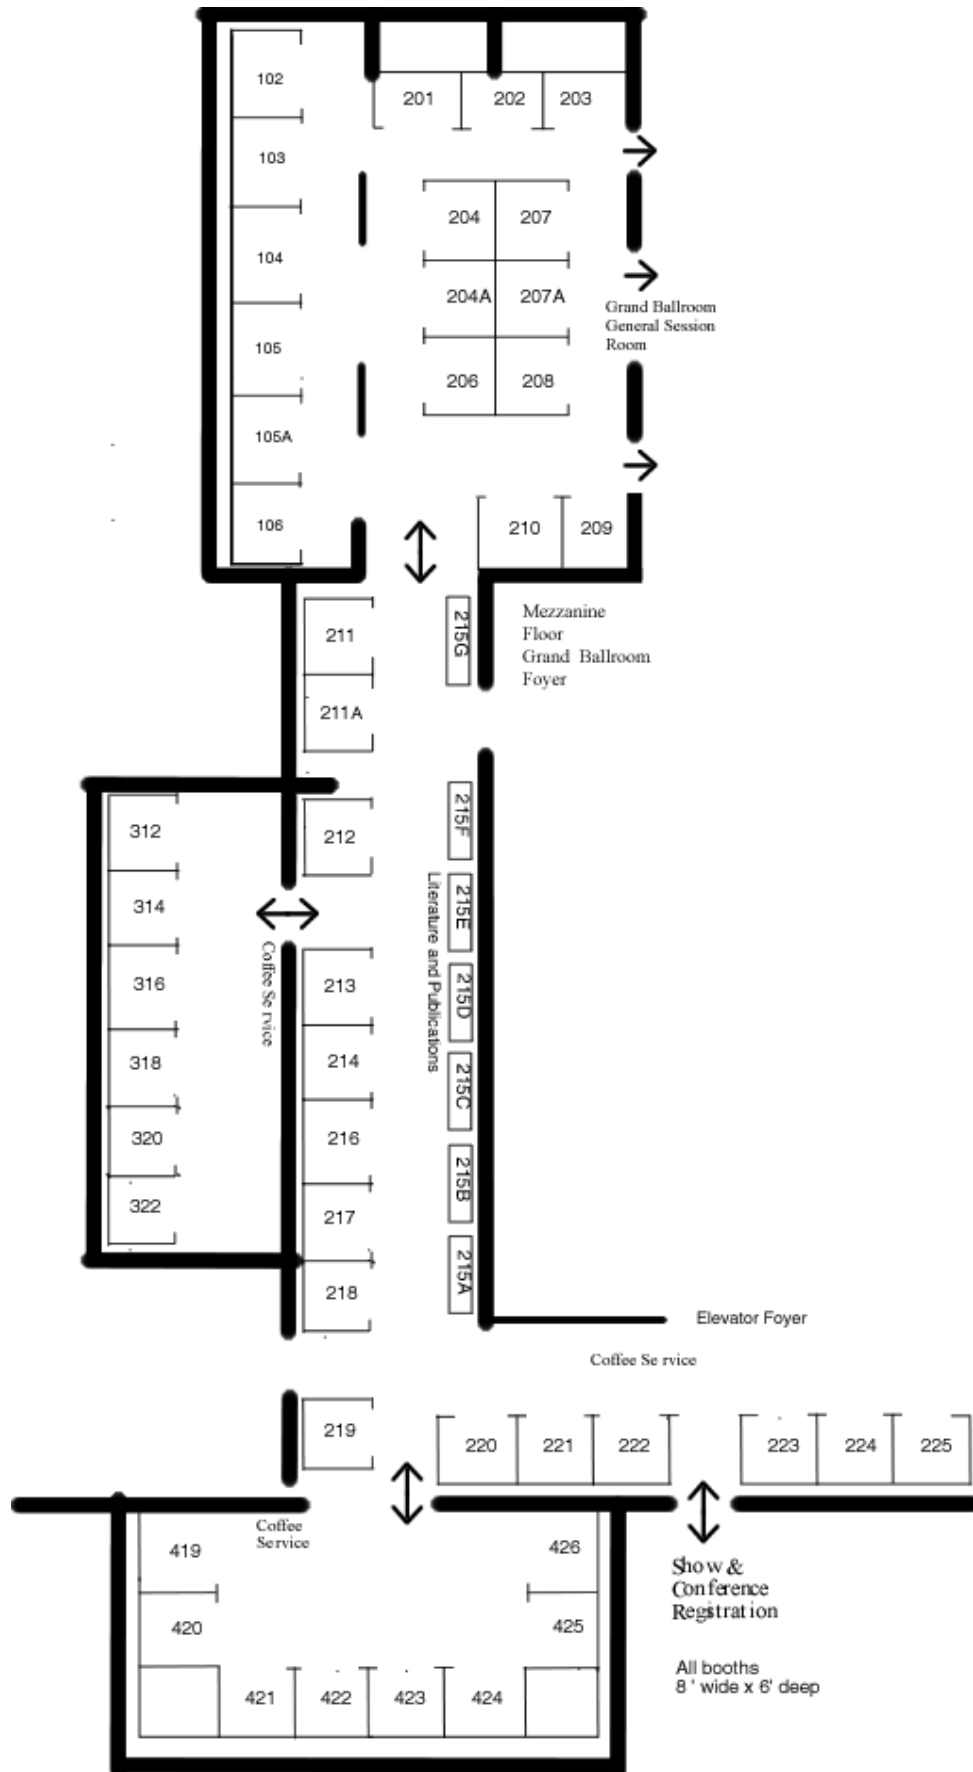 102
201
202
203
103
204
207
104
204A
207A
Grand Ballroom
General Session
Room
105
206
208
105A
106
210
209
211
215G
Mezzanine
Floor
Grand Ballroom
Foyer
211A
312
212
215F
314
215E
Literature and Publications
Coffee Se rvice
316
213
215D
318
214
215C
320
216
215B
322
217
215A
218
Elevator Foyer
Coffee Se rvice
219
220
221
222
223
224
225
Coffee
Service
419
426
Show &
Conference
Registration
420
425
421
422
423
424
All booths
8 ' wide x 6' deep